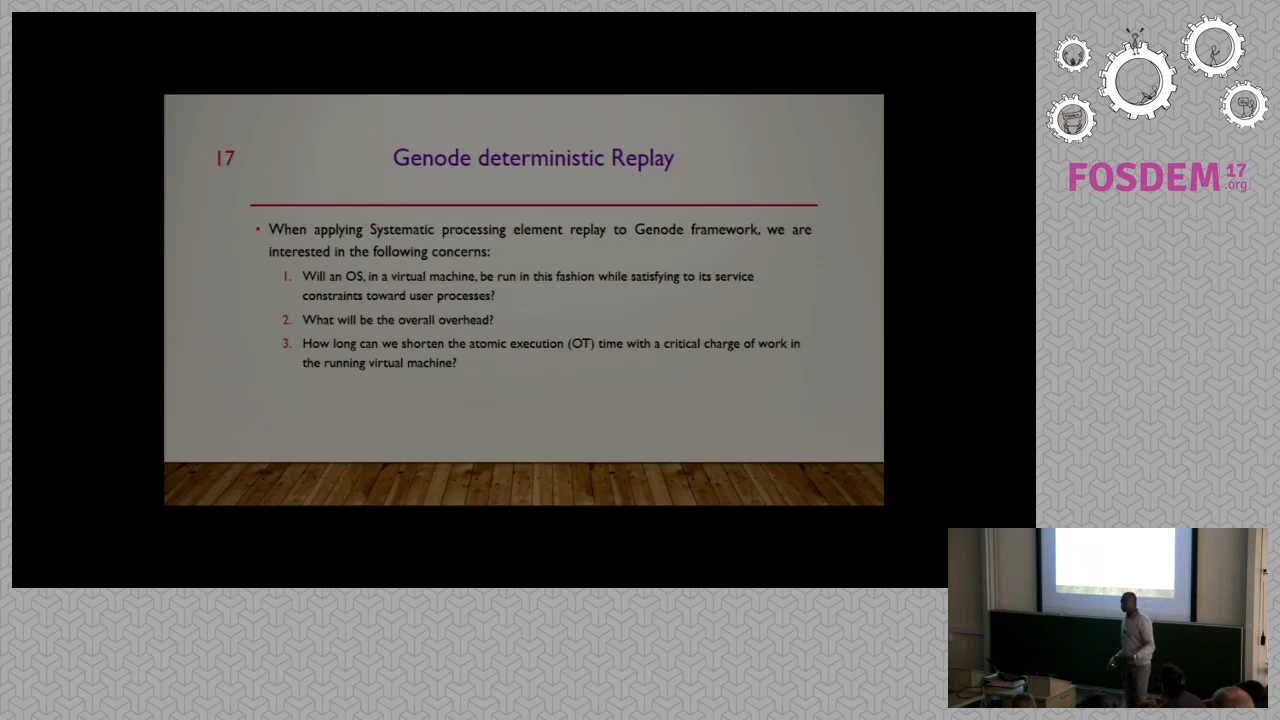 17
Genode deterministic Replay
• When applying Systematic processing element replay to Genode framework, we are
interested in the following concerns:
1. Will an OS, in a virtual machine, be run in this fashion while satisfying to its service
constraints toward user processes?
2. What will be the overall overhead?
3. How long can we shorten the atomic execution (OT) time with a critical charge of work in
the running virtual machine?
FOSDEM 17
.org